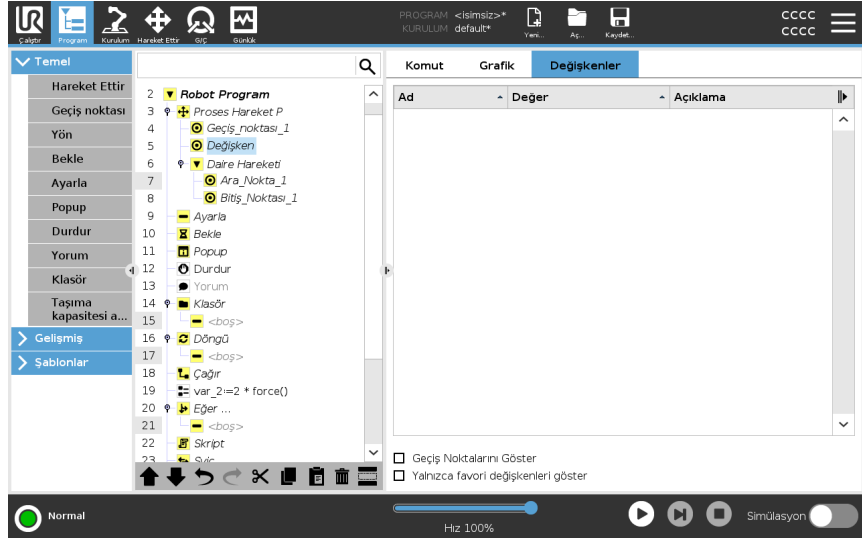 UR
PROGRAM <isimsiz>*
KURULUM default*
Çalıştır Program Kurulum Hareket Ettir G/Ç Günlük Yeni... Aç... Kaydet...
CCCC
CCCC
Temel
Hareket Ettir
Geçiş noktası
Yön
Bekle
Ayarla
Popup
Durdur
Yorum
Klasör
Taşıma
kapasitesi a...
Gelişmiş
Şablonlar
2 Robot Program
3 Proses Hareket P
4 Geçiş_noktası_1
5 Değişken
6 Daire Hareketi
7 Ara_Nokta_1
8 Bitiş_Noktası_1
9 Ayarla
10 Bekle
11 Popup
12 Durdur
13 Yorum
14 Klasör
15 <boş>
16 Döngü
17 <boş>
18 Çağır
19 var_2:=2 * force()
20 Eğer ...
21 <boş>
22 Skript
23 Sviç
Komut Grafik Değişkenler
Ad Değer Açıklama
Geçiş Noktalarını Göster
Yalnızca favori değişkenleri göster
Normal
Hız 100%
Simülasyon